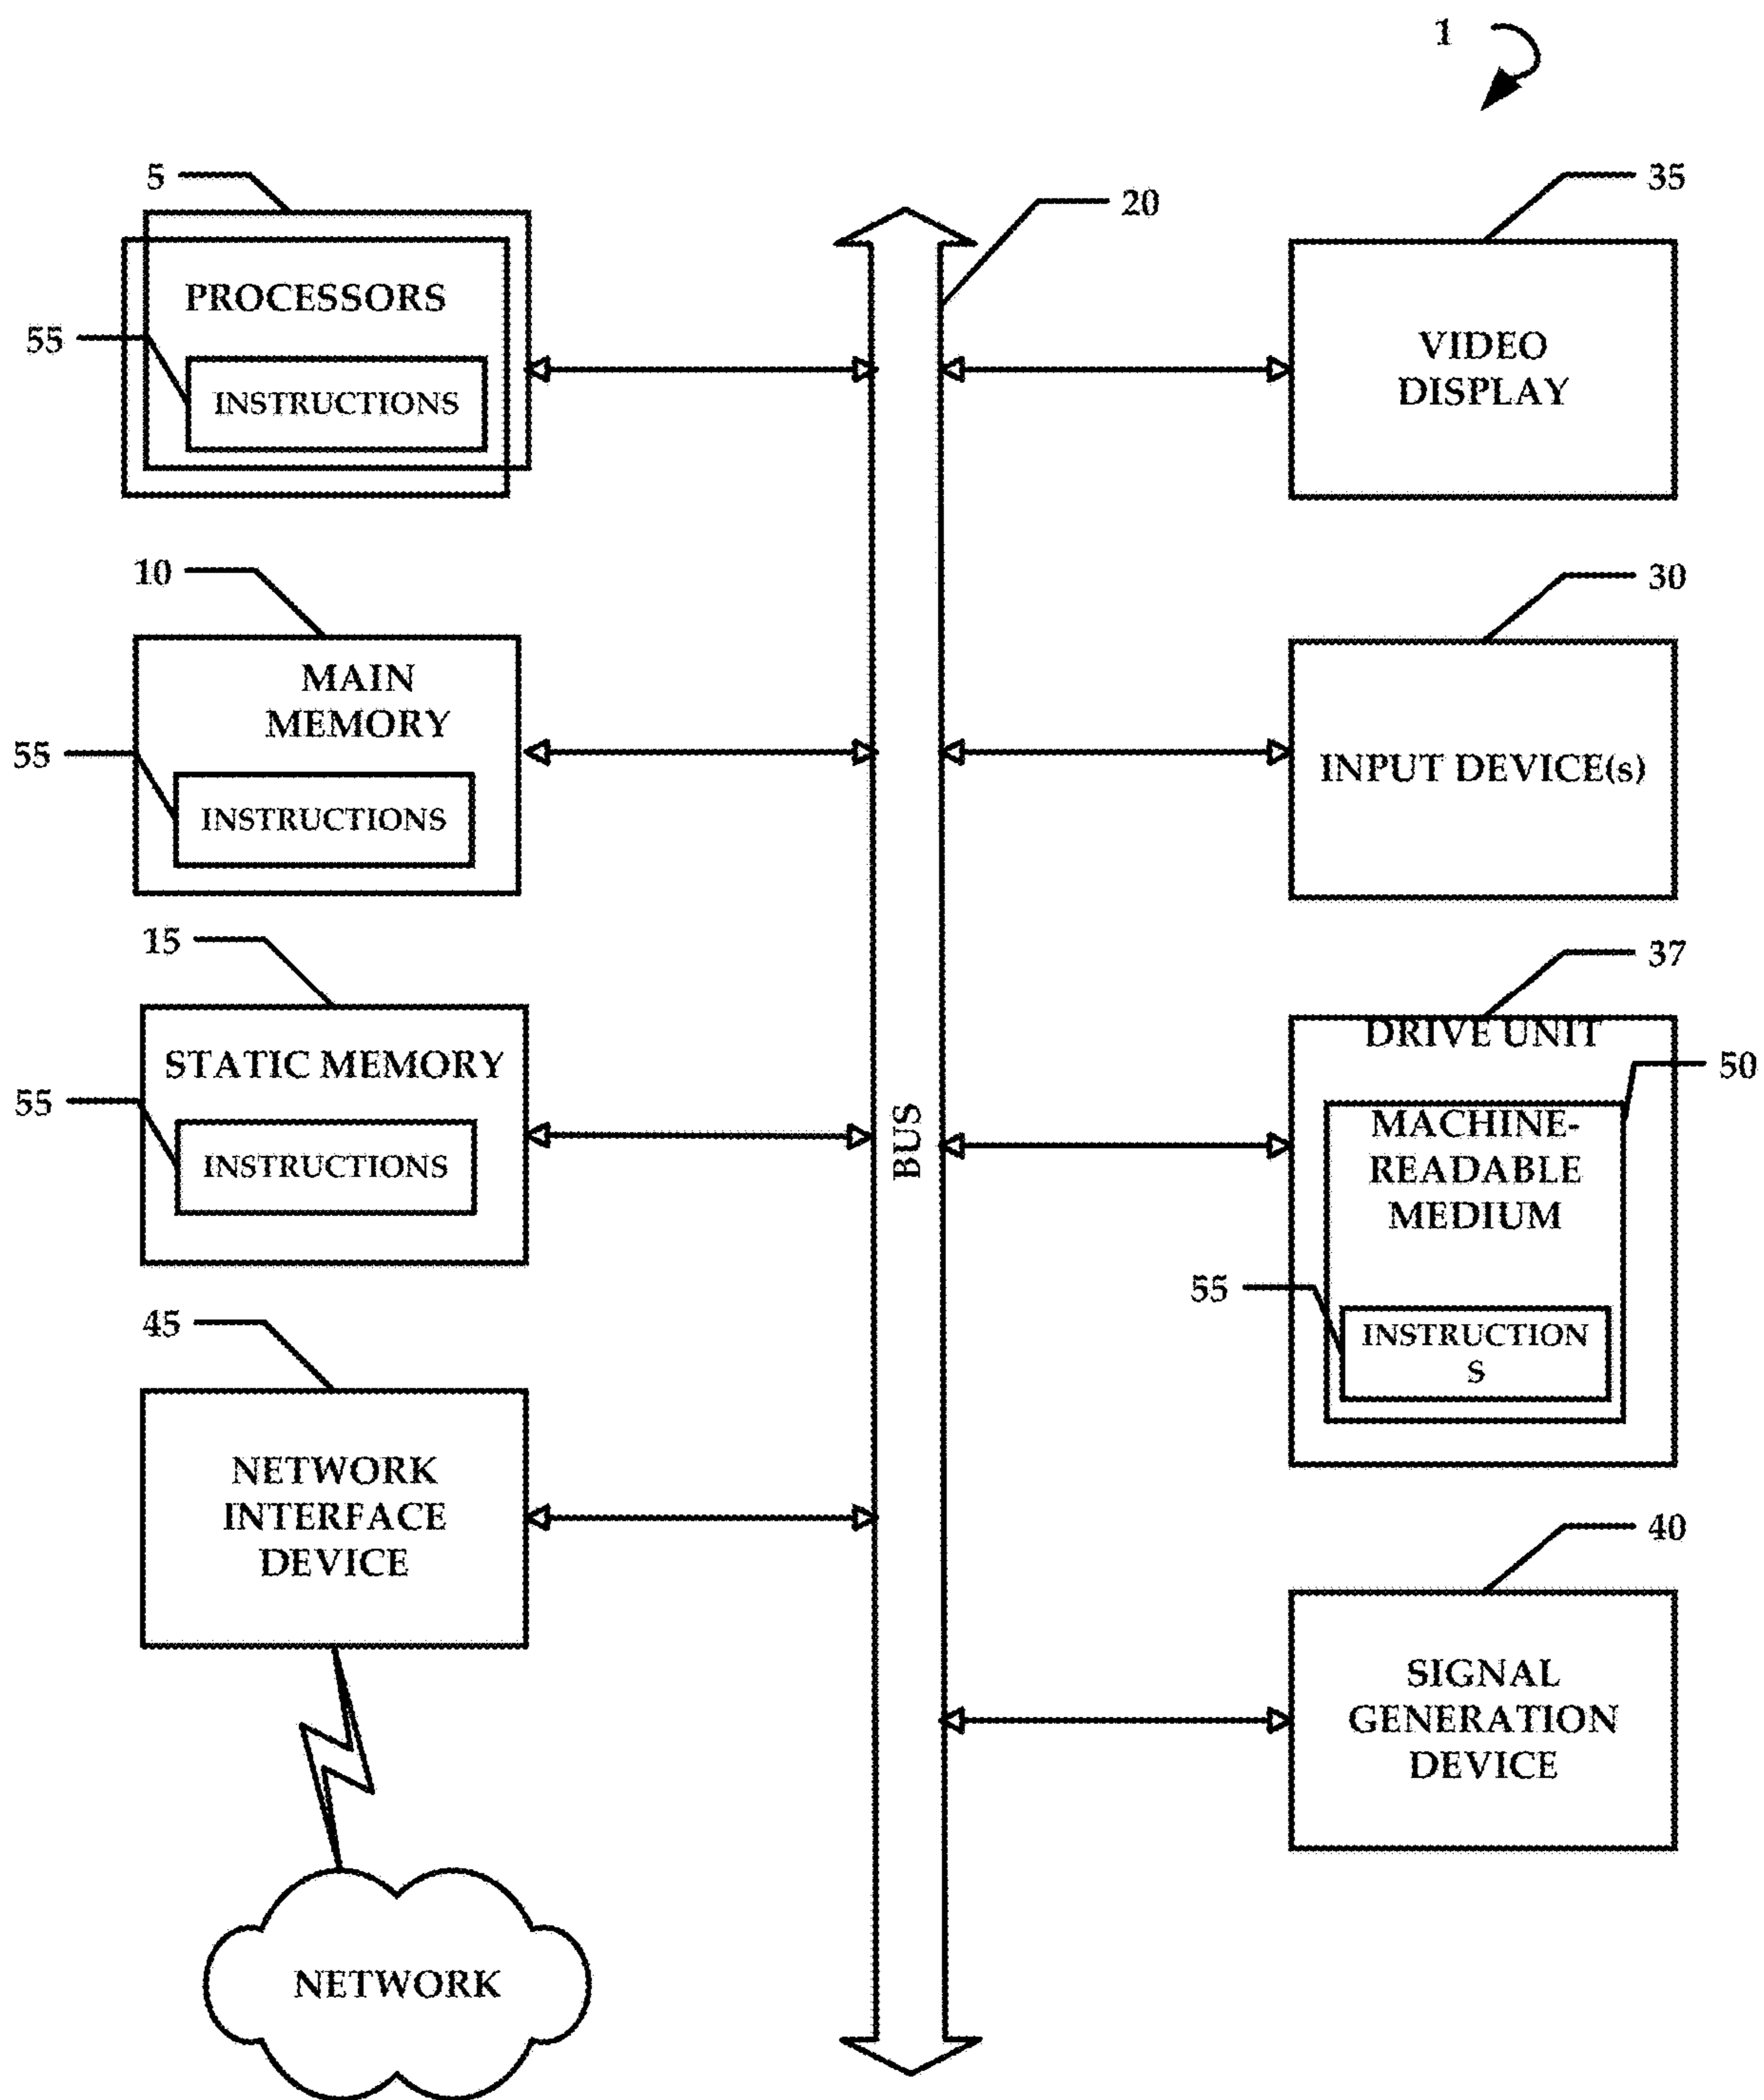 1
5
PROCESSORS
55
INSTRUCTIONS
10
MAIN
MEMORY
55
INSTRUCTIONS
15
STATIC MEMORY
55
INSTRUCTIONS
45
NETWORK
INTERFACE
DEVICE
NETWORK
20
BUS
35
VIDEO
DISPLAY
30
INPUT DEVICE(s)
37
DRIVE UNIT
50
MACHINE-
READABLE
MEDIUM
55
INSTRUCTION
S
40
SIGNAL
GENERATION
DEVICE